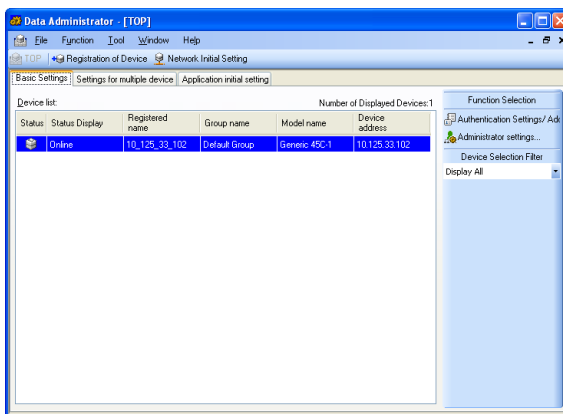 Data Administrator - [TOP]
File Function Tool Window Help
TOP Registration of Device Network Initial Setting
Basic Settings Settings for multiple device Application initial setting
Device list: Number of Displayed Devices:1
Status Status Display Registered name Group name Model name Device address
Online 10_125_33_102 Default Group Generic 45C-1 10.125.33.102
Function Selection
Authentication Settings/ Add
Administrator settings...
Device Selection Filter
Display All